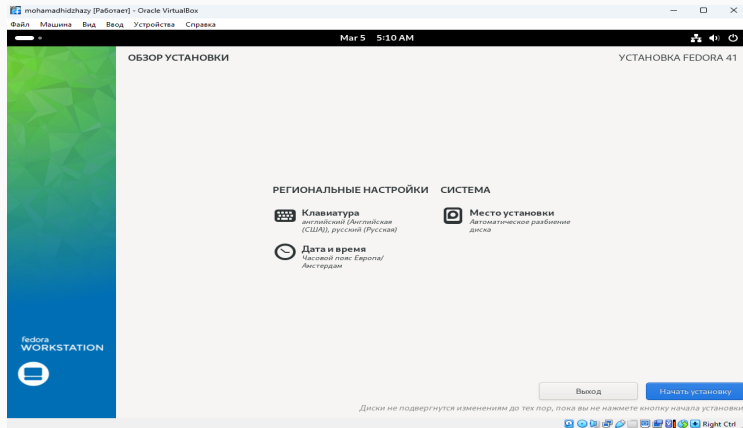 mohamadhidzhazy [Работает] - Oracle VirtualBox
Файл Машина Вид Ввод Устройства Справка
Mar 5 5:10 AM
ОБЗОР УСТАНОВКИ
УСТАНОВКА FEDORA 41
РЕГИОНАЛЬНЫЕ НАСТРОЙКИ
СИСТЕМА
Клавиатура
английский (Английская
(США)), русский (Русская)
Место установки
Автоматическое разбиение
диска
Дата и время
Часовой пояс Европа/
Амстердам
fedora
WORKSTATION
Выход
Начать установку
Диски не подвергнутся изменениям до тех пор, пока вы не нажмете кнопку начала установки
Right Ctrl